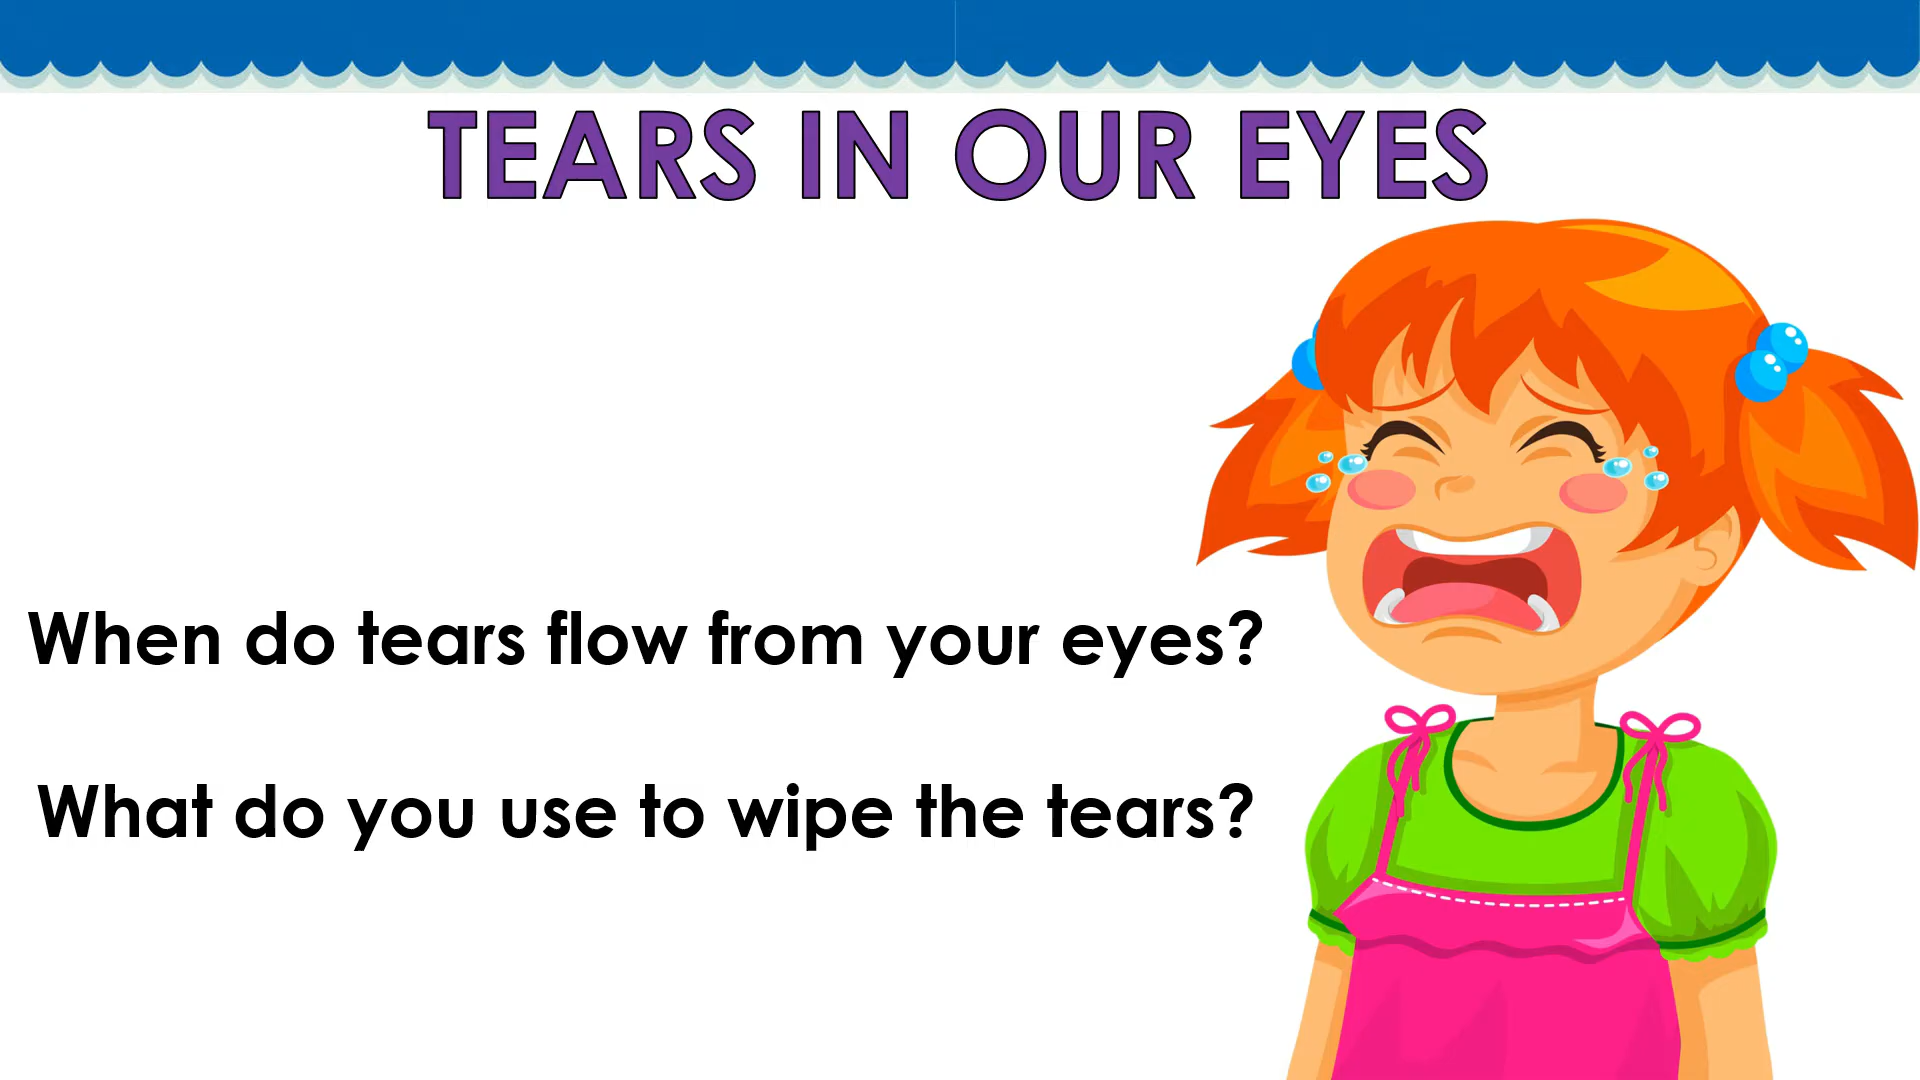 TEARS IN OUR EYES
When do tears flow from your eyes?
What do you use to wipe the tears?